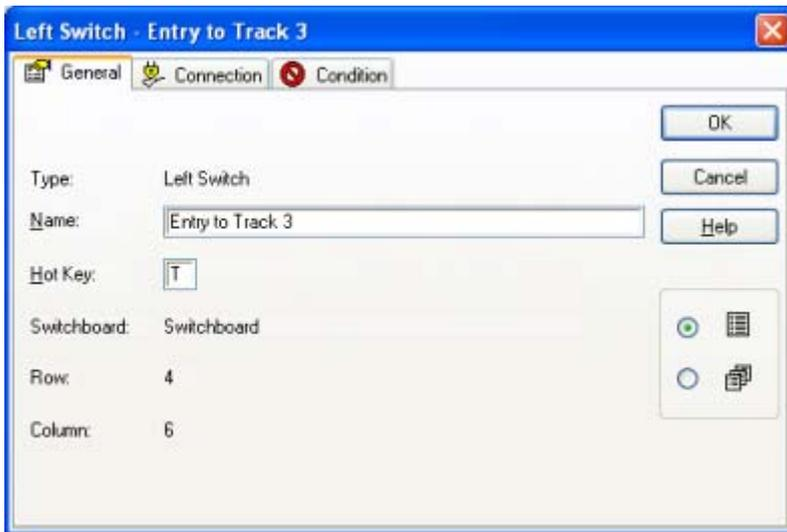 Left Switch - Entry to Track 3
General Connection Condition
OK
Type: Left Switch
Cancel
Name: Entry to Track 3
Help
Hot Key: T
Switchboard: Switchboard
Row: 4
Column: 6